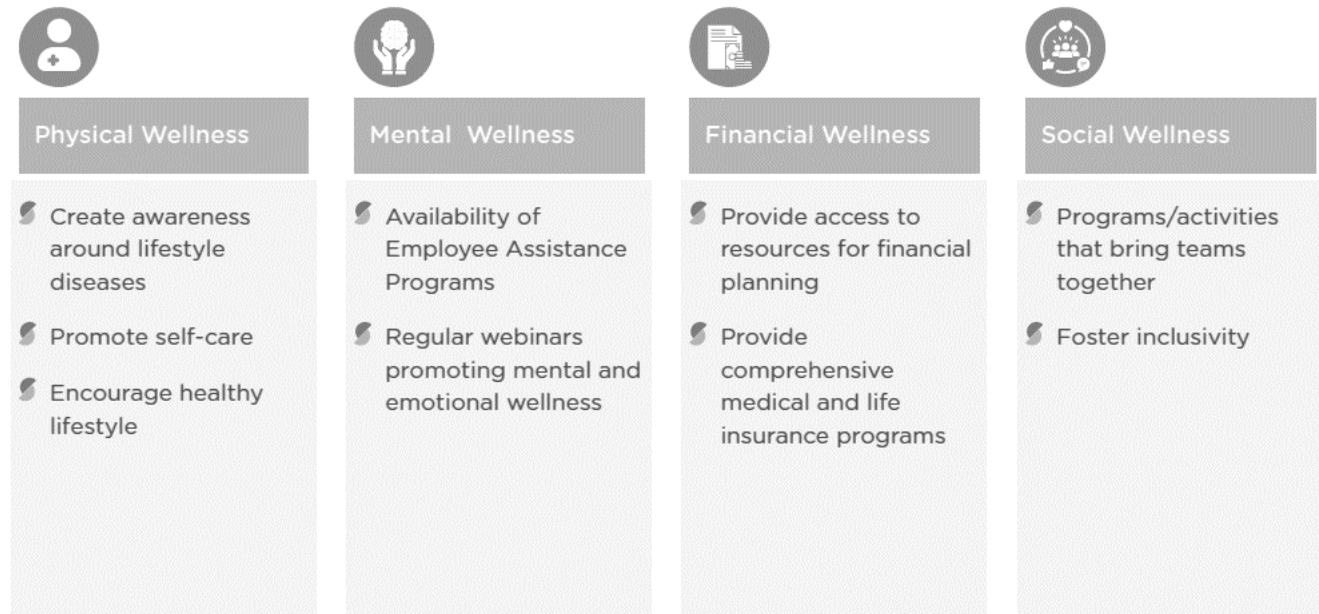 Physical Wellness
Create awareness
around lifestyle
diseases
Promote self-care
Encourage healthy
lifestyle
Mental  Wellness
Availability of
Employee Assistance
Programs
Regular webinars
promoting mental and
emotional wellness
Financial Wellness
Provide access to
resources for financial
planning
Provide
comprehensive
medical and life
insurance programs
Social Wellness
Programs/activities
that bring teams
together
Foster inclusivity